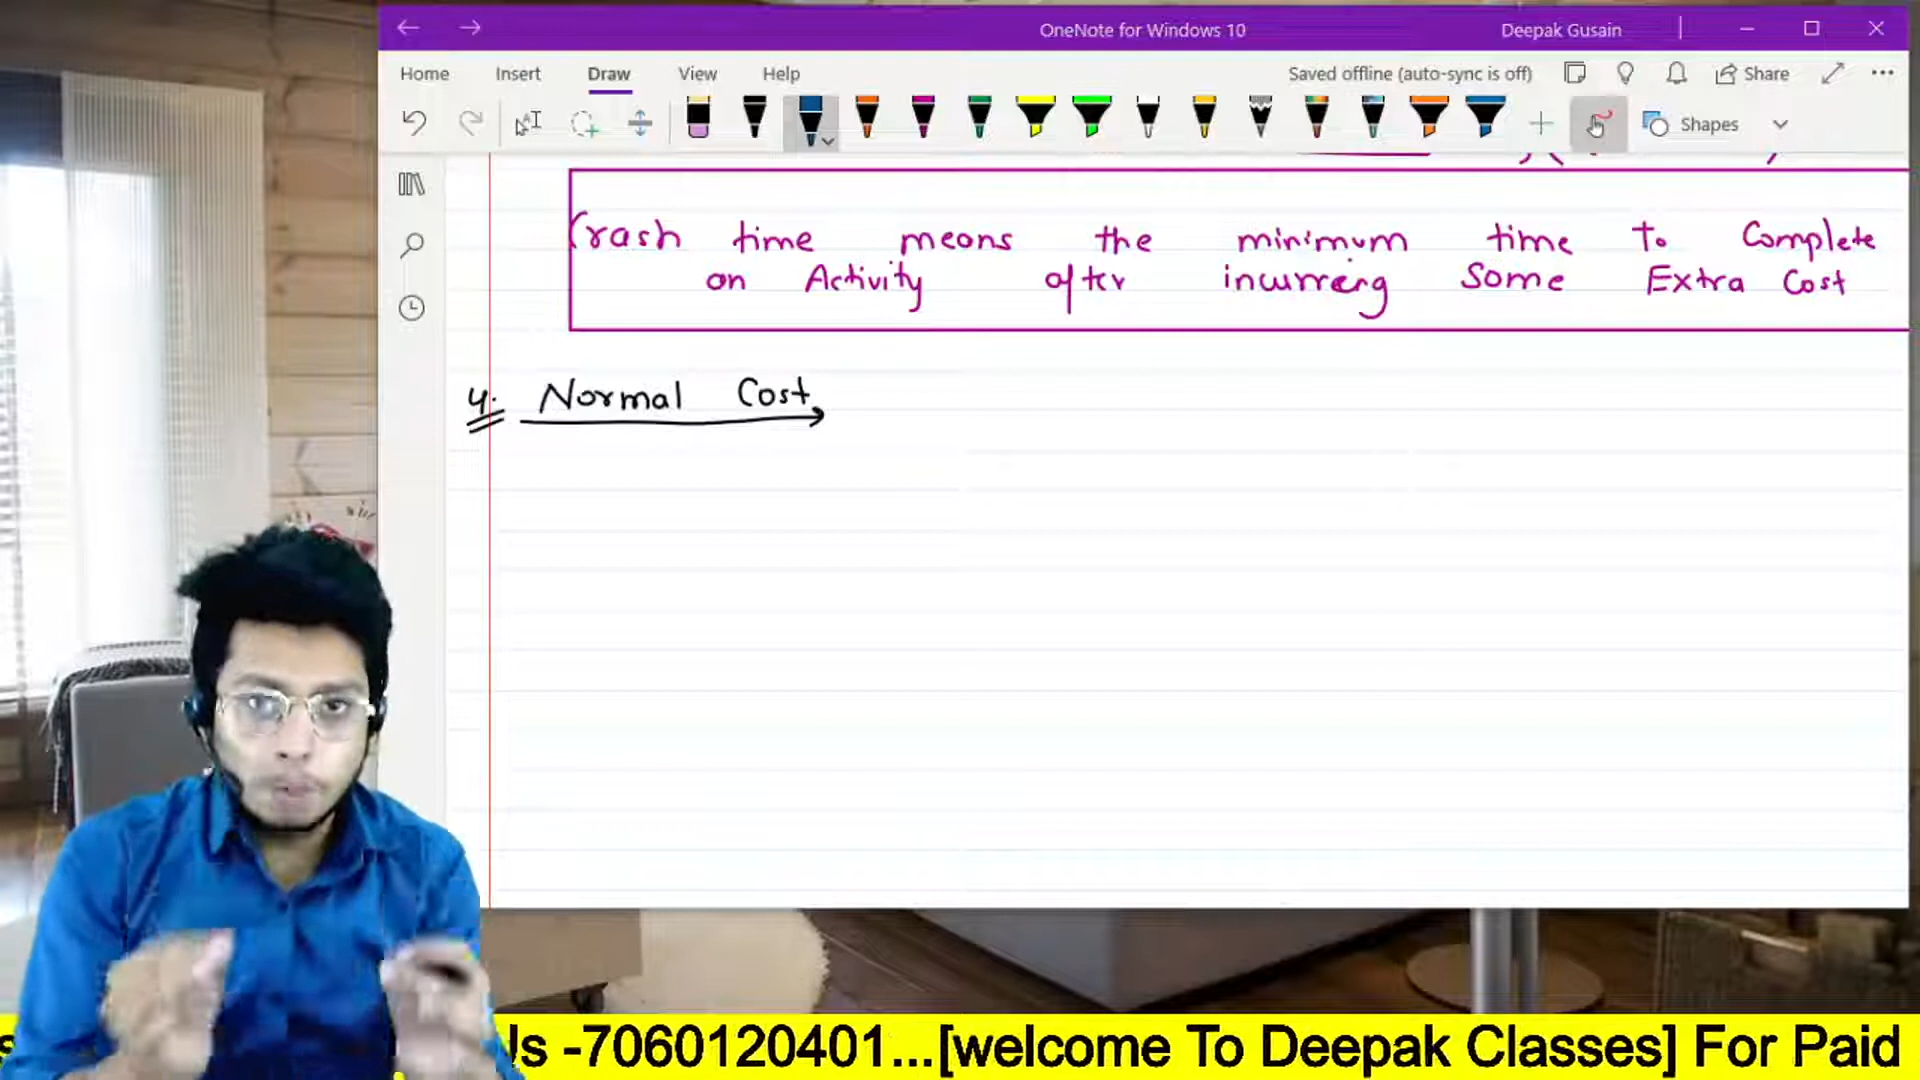 OneNote for Windows 10
Deepak Gusain
Home Insert Draw View Help
Saved offline (auto-sync is off)
Share
Shapes
Crash time means the minimum time to Complete
an Activity after incurring Some Extra Cost
4. Normal Cost
Us -7060120401...[welcome To Deepak Classes] For Paid